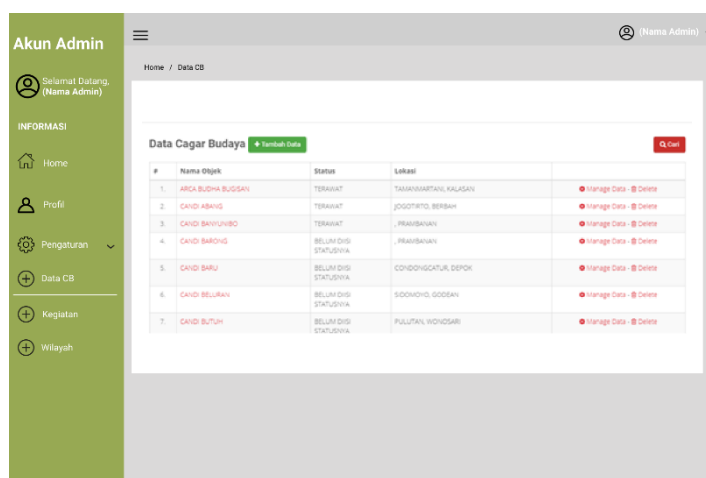 Akun Admin
(Nama Admin)
Selamat Datang,
(Nama Admin)
INFORMASI
Home
Profil
Pengaturan
Data CB
Kegiatan
Wilayah
Home / Data CB
Data Cagar Budaya + Tambah Data Cari
# Nama Objek Status Lokasi
1. ARCA BUDHA BUGISAN TERAWAT TAMANMARTANI, KALASAN Manage Data - Delete
2. CANDI ABANG TERAWAT JOGOTIRTO, BERBAH Manage Data - Delete
3. CANDI BANYUNIBO TERAWAT , PRAMBANAN Manage Data - Delete
4. CANDI BARONG BELUM DIISI , PRAMBANAN Manage Data - Delete
STATUSNYA
5. CANDI BARU BELUM DIISI CONDONGCATUR, DEPOK Manage Data - Delete
STATUSNYA
6. CANDI BELURAN BELUM DIISI SIDOMOYO, GODEAN Manage Data - Delete
STATUSNYA
7. CANDI BUTUH BELUM DIISI PULUTAN, WONOSARI Manage Data - Delete
STATUSNYA